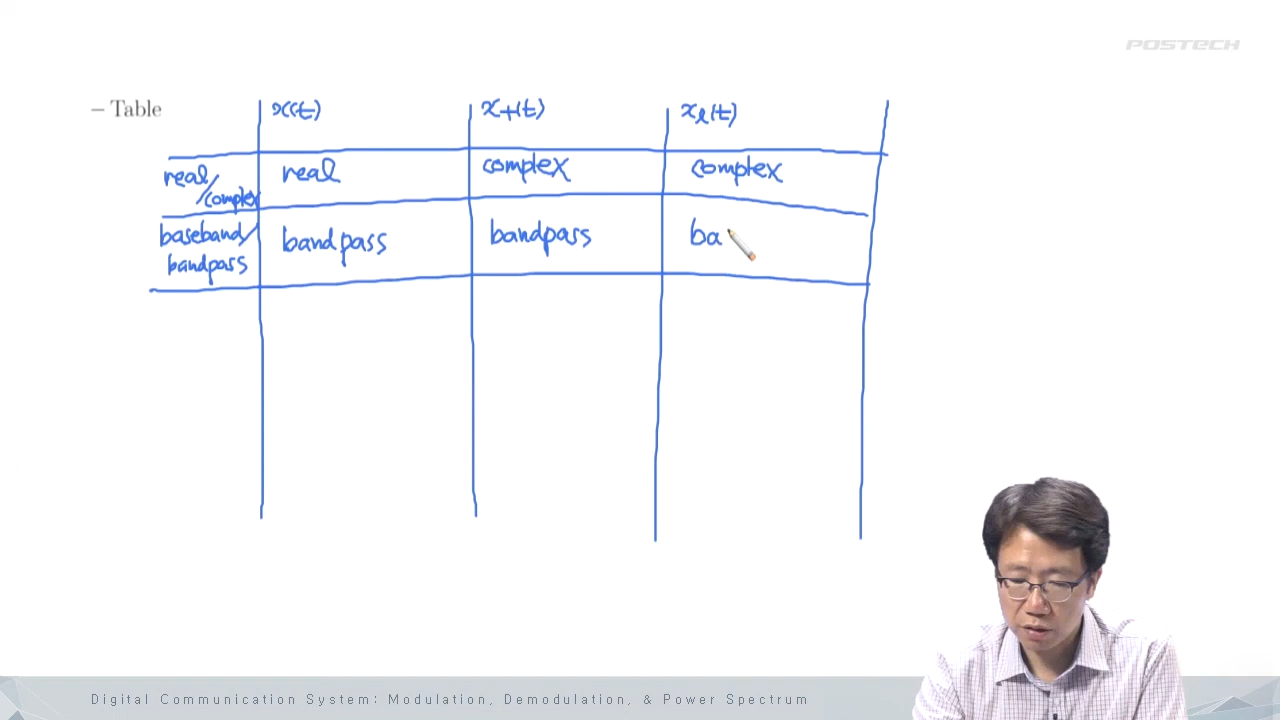 POSTECH
– Table
x(t) x+(t) xℓ(t)
real/complex real complex complex
baseband/bandpass bandpass bandpass ba
Digital Communication System: Modulation, Demodulation, & Power Spectrum